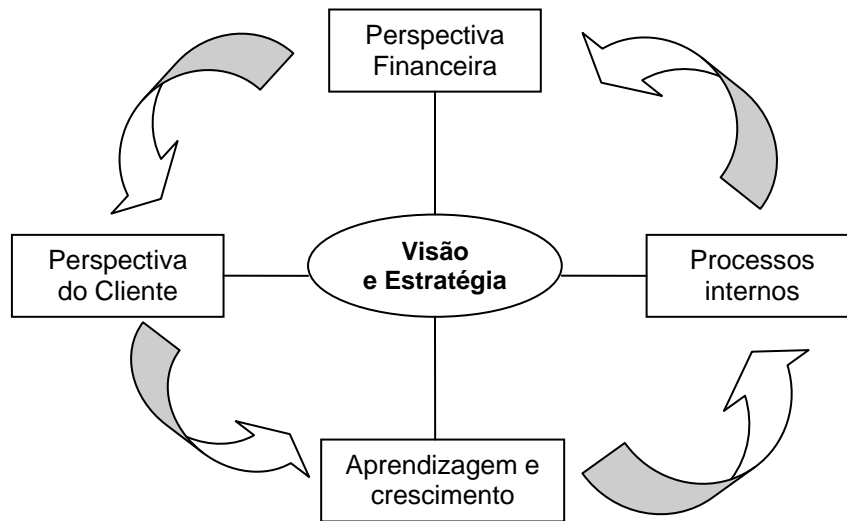 Perspectiva
Financeira
Perspectiva
do Cliente
Visão
e Estratégia
Processos
internos
Aprendizagem e
crescimento